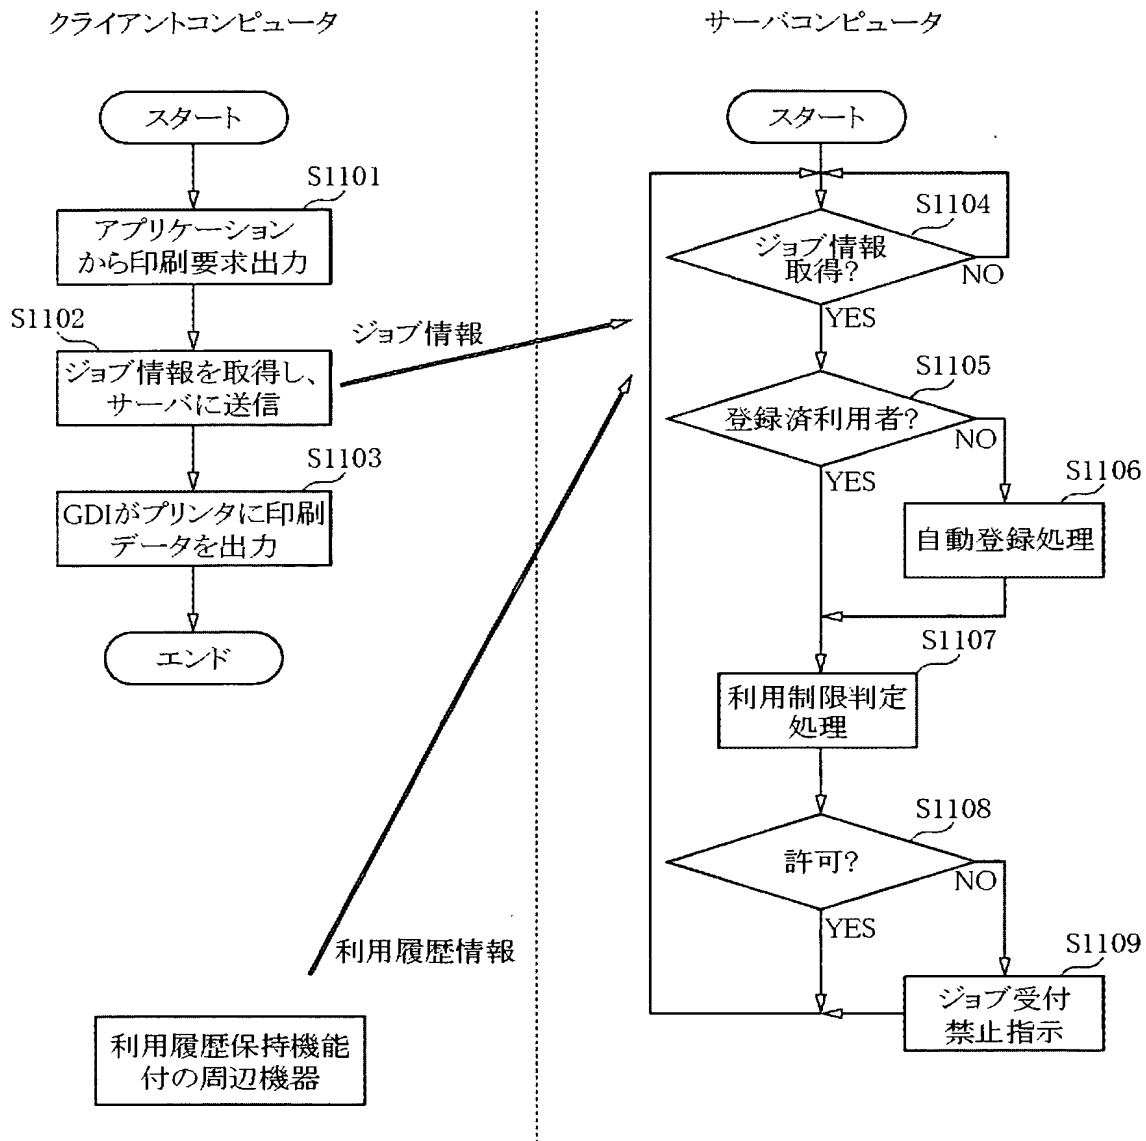 クライアントコンピュータ
スタート
S1101
アプリケーション
から印刷要求出力
S1102
ジョブ情報を取得し、
サーバに送信
ジョブ情報
S1103
GDIがプリンタに印刷
データを出力
エンド
利用履歴情報
利用履歴保持機能
付の周辺機器
サーバコンピュータ
スタート
S1104
ジョブ情報
取得?
NO
YES
S1105
登録済利用者?
NO
YES
S1106
自動登録処理
S1107
利用制限判定
処理
S1108
許可?
NO
YES
S1109
ジョブ受付
禁止指示